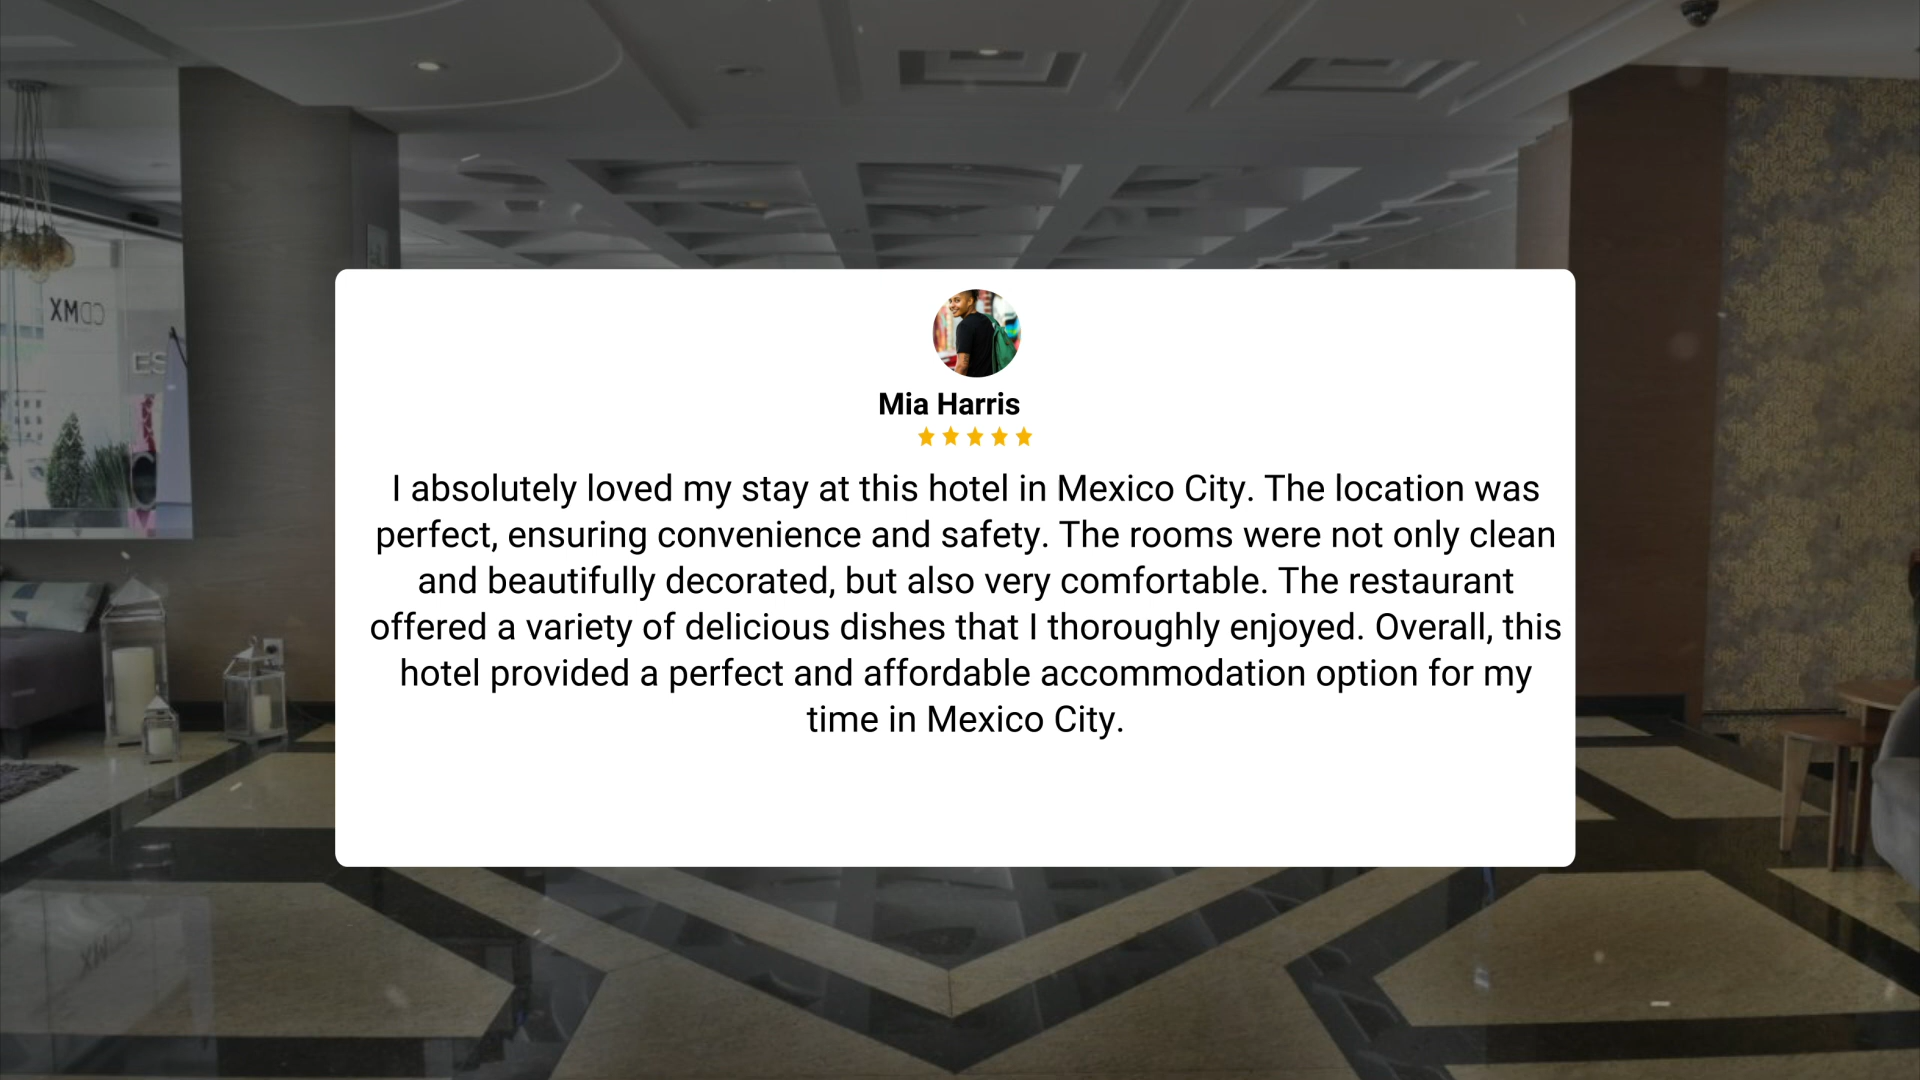 CDMX
ES
Mia Harris
I absolutely loved my stay at this hotel in Mexico City. The location was
perfect, ensuring convenience and safety. The rooms were not only clean
and beautifully decorated, but also very comfortable. The restaurant
offered a variety of delicious dishes that I thoroughly enjoyed. Overall, this
hotel provided a perfect and affordable accommodation option for my
time in Mexico City.